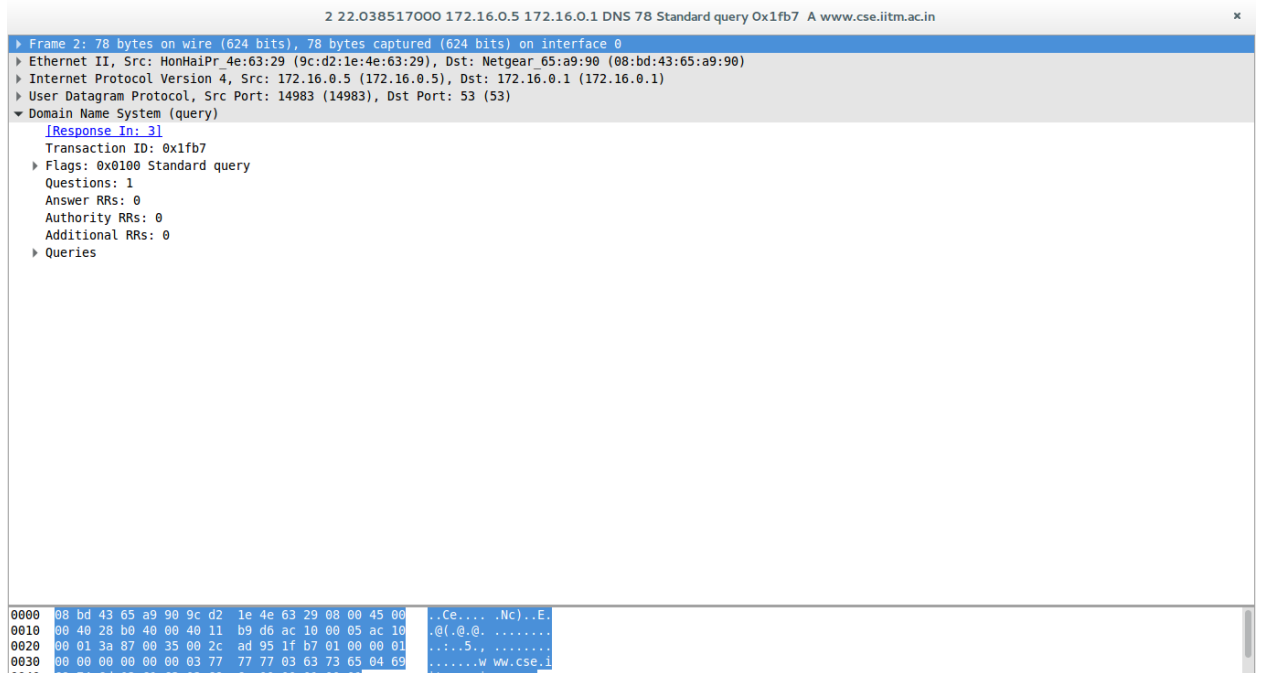 2 22.038517000 172.16.0.5 172.16.0.1 DNS 78 Standard query 0x1fb7 A www.cse.iitm.ac.in
Frame 2: 78 bytes on wire (624 bits), 78 bytes captured (624 bits) on interface 0
Ethernet II, Src: HonHaiPr_4e:63:29 (9c:d2:1e:4e:63:29), Dst: Netgear_65:a9:90 (08:bd:43:65:a9:90)
Internet Protocol Version 4, Src: 172.16.0.5 (172.16.0.5), Dst: 172.16.0.1 (172.16.0.1)
User Datagram Protocol, Src Port: 14983 (14983), Dst Port: 53 (53)
Domain Name System (query)
[Response In: 3]
Transaction ID: 0x1fb7
Flags: 0x0100 Standard query
Questions: 1
Answer RRs: 0
Authority RRs: 0
Additional RRs: 0
Queries
0000 08 bd 43 65 a9 90 9c d2 1e 4e 63 29 08 00 45 00 ..Ce.... .Nc)..E.
0010 00 40 28 b0 40 00 40 11 b9 d6 ac 10 00 05 ac 10 .@(.@.@. ........
0020 00 01 3a 87 00 35 00 2c ad 95 1f b7 01 00 00 01 ..:..5., ........
0030 00 00 00 00 00 00 03 77 77 77 03 63 73 65 04 69 .......w ww.cse.i